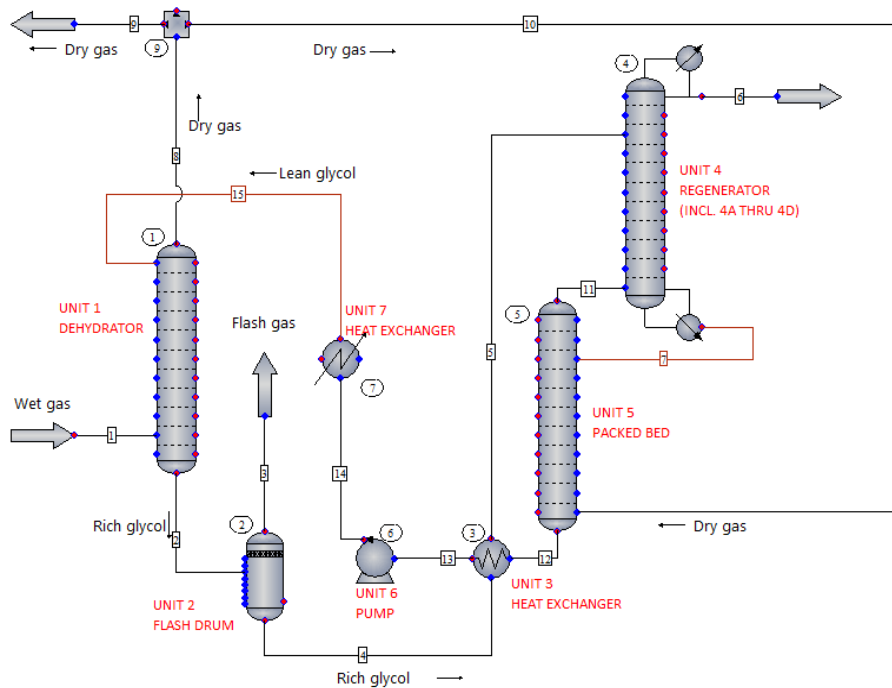 9
10
Dry gas
Dry gas
9
4
6
Dry gas
8
Lean glycol
15
UNIT 4
REGENERATOR
(INCL. 4A THRU 4D)
1
11
UNIT 1
DEHYDRATOR
Flash gas
UNIT 7
HEAT EXCHANGER
5
5
7
7
Wet gas
1
UNIT 5
PACKED BED
3
14
Rich glycol
2
2
6
3
Dry gas
13
12
UNIT 2
FLASH DRUM
UNIT 6
PUMP
UNIT 3
HEAT EXCHANGER
4
Rich glycol